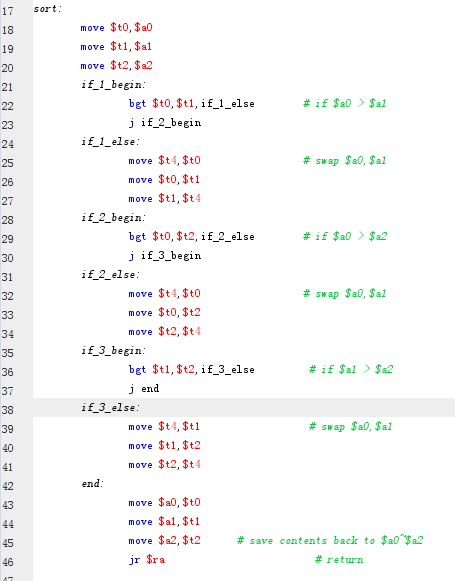 17 sort:
18 move $t0,$a0
19 move $t1,$a1
20 move $t2,$a2
21 if_1_begin:
22 bgt $t0,$t1,if_1_else # if $a0 > $a1
23 j if_2_begin
24 if_1_else:
25 move $t4,$t0 # swap $a0,$a1
26 move $t0,$t1
27 move $t1,$t4
28 if_2_begin:
29 bgt $t0,$t2,if_2_else # if $a0 > $a2
30 j if_3_begin
31 if_2_else:
32 move $t4,$t0 # swap $a0,$a1
33 move $t0,$t2
34 move $t2,$t4
35 if_3_begin:
36 bgt $t1,$t2,if_3_else # if $a1 > $a2
37 j end
38 if_3_else:
39 move $t4,$t1 # swap $a0,$a1
40 move $t1,$t2
41 move $t2,$t4
42 end:
43 move $a0,$t0
44 move $a1,$t1
45 move $a2,$t2 # save contents back to $a0~$a2
46 jr $ra # return